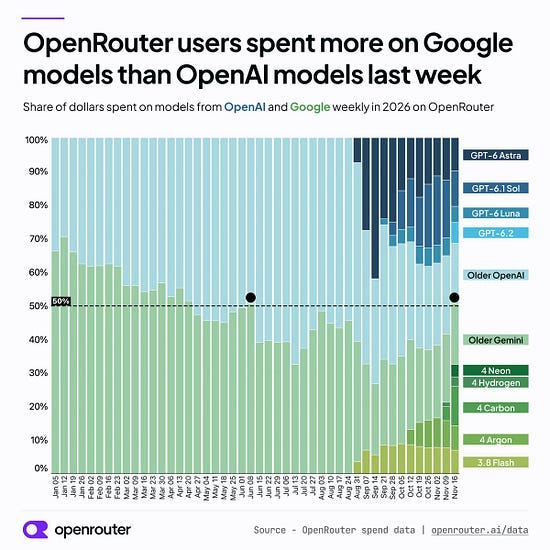 OpenRouter users spent more on Google
models than OpenAI models last week
Share of dollars spent on models from OpenAI and Google weekly in 2026 on OpenRouter
100%
90%
80%
70%
60%
50%
50%
40%
30%
20%
10%
0%
GPT-6 Astra
GPT-6.1 Sol
GPT-6 Luna
GPT-6.2
Older OpenAI
Older Gemini
4 Neon
4 Hydrogen
4 Carbon
4 Argon
3.8 Flash
Jan 05
Jan 12
Jan 19
Jan 26
Feb 02
Feb 09
Feb 16
Feb 23
Mar 02
Mar 09
Mar 16
Mar 23
Mar 30
Apr 06
Apr 13
Apr 20
Apr 27
May 04
May 11
May 18
May 25
Jun 01
Jun 08
Jun 15
Jun 22
Jun 29
Jul 06
Jul 13
Jul 20
Jul 27
Aug 03
Aug 10
Aug 17
Aug 24
Aug 31
Sep 07
Sep 14
Sep 21
Sep 28
Oct 05
Oct 12
Oct 19
Oct 26
Nov 02
Nov 09
Nov 16
openrouter
Source - OpenRouter spend data | openrouter.ai/data